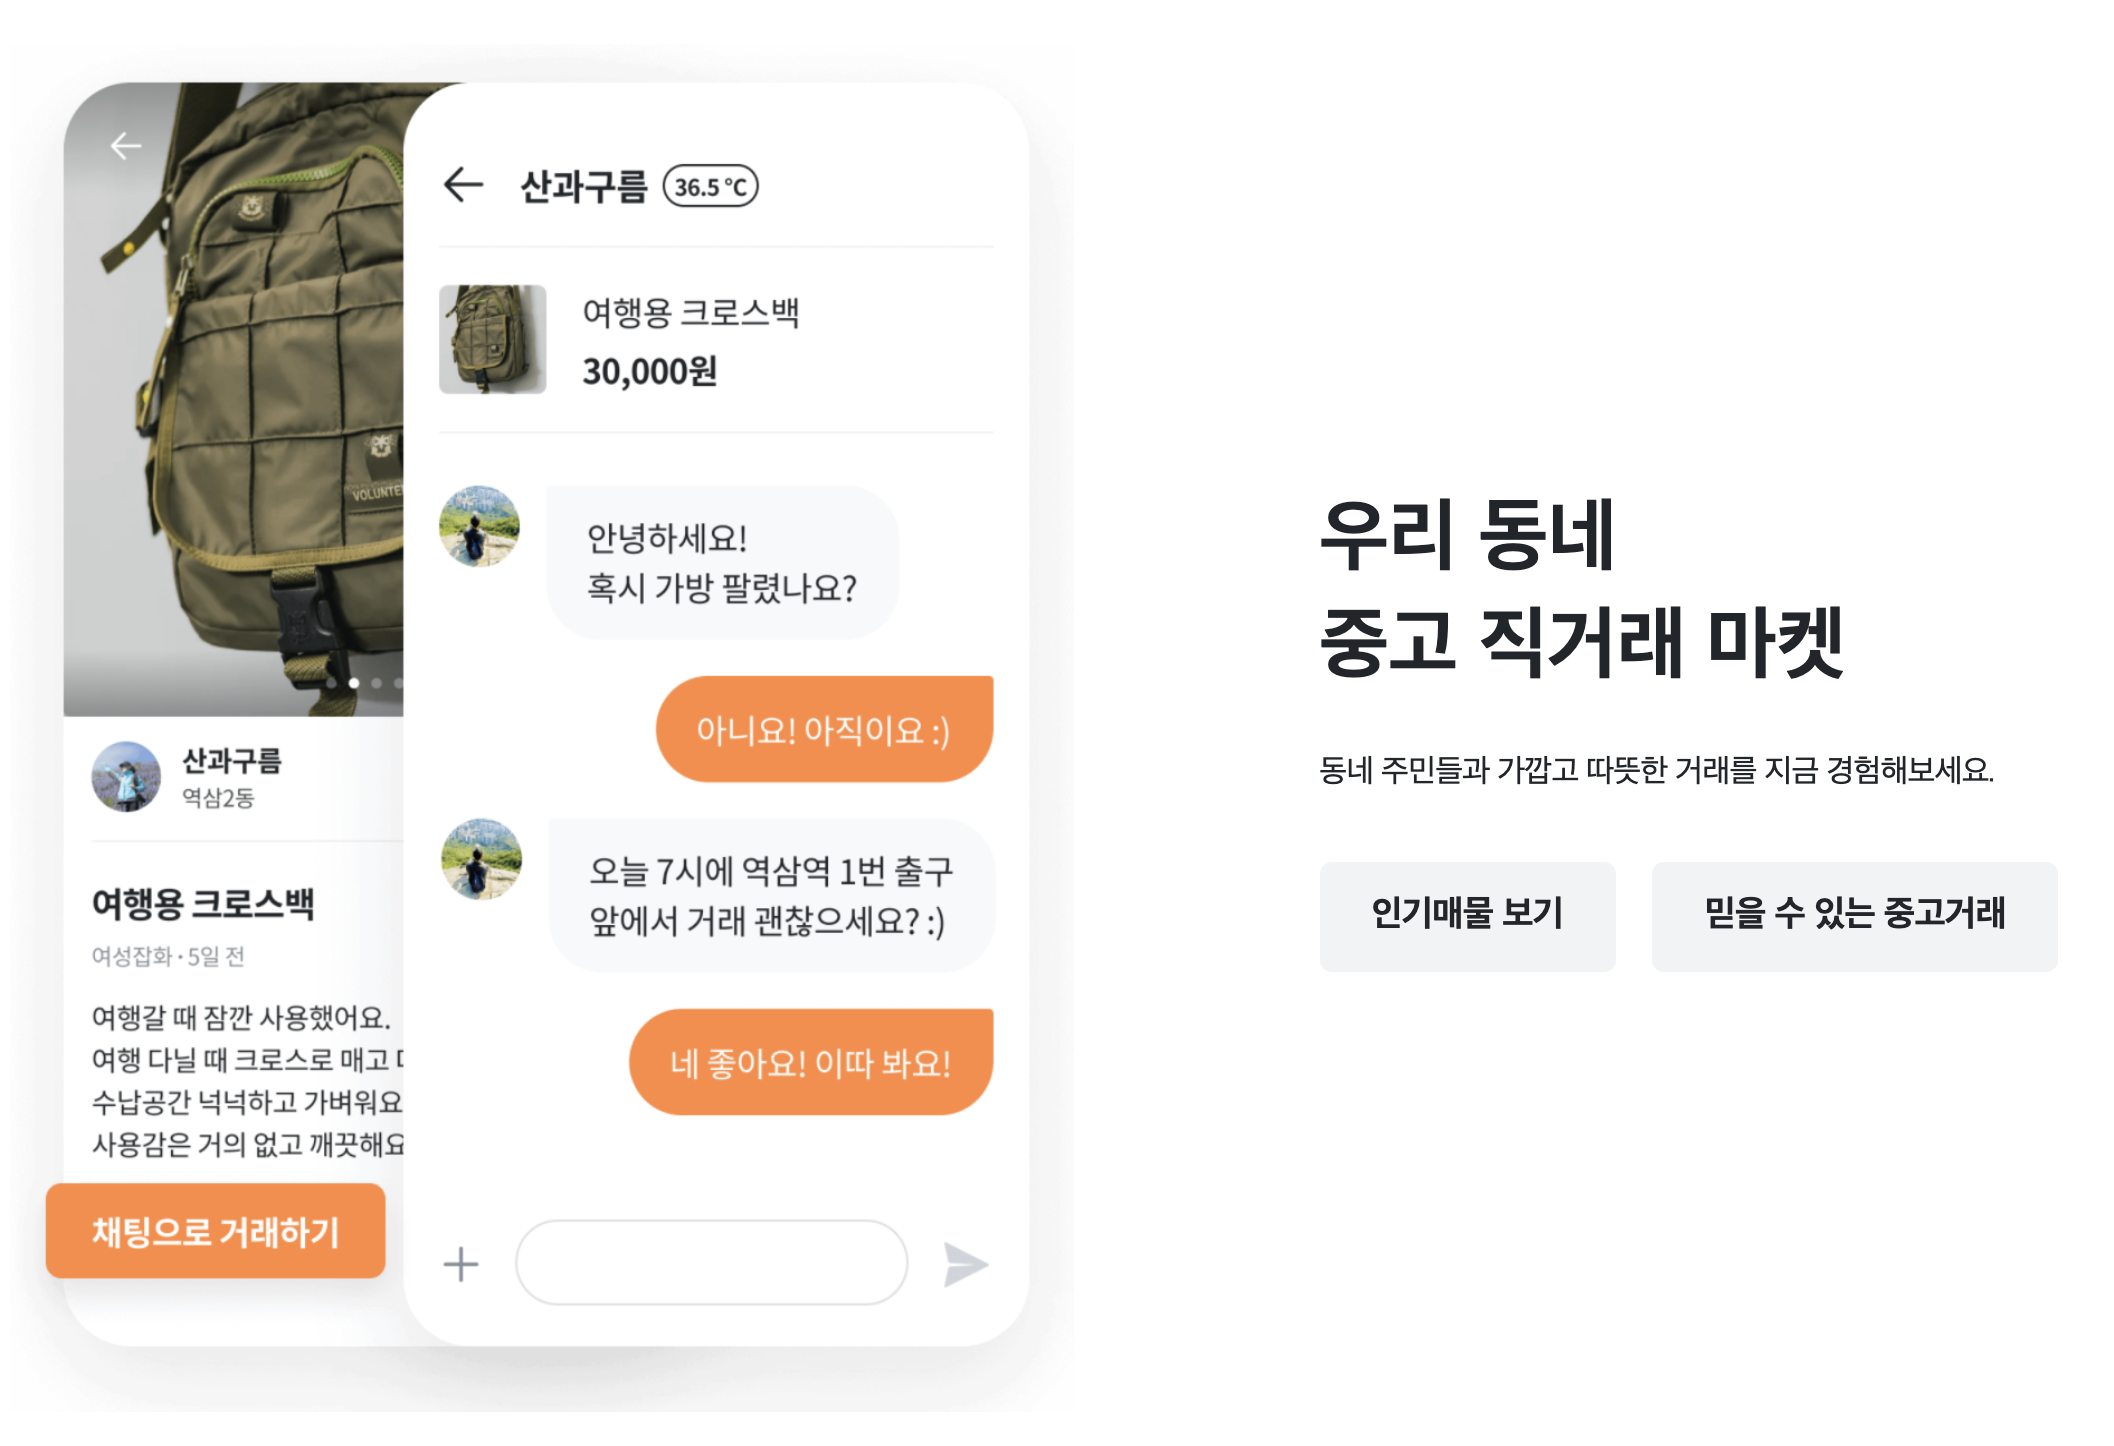 산과구름
역삼2동
여행용 크로스백
여성잡화 · 5일 전
여행갈 때 잠깐 사용했어요.
여행 다닐 때 크로스로 매고
수납공간 넉넉하고 가벼워요
사용감은 거의 없고 깨끗해요
채팅으로 거래하기
산과구름 36.5 °C
여행용 크로스백
30,000원
안녕하세요!
혹시 가방 팔렸나요?
아니요! 아직이요 :)
오늘 7시에 역삼역 1번 출구
앞에서 거래 괜찮으세요? :)
네 좋아요! 이따 봐요!
우리 동네
중고 직거래 마켓
동네 주민들과 가깝고 따뜻한 거래를 지금 경험해보세요.
인기매물 보기
믿을 수 있는 중고거래